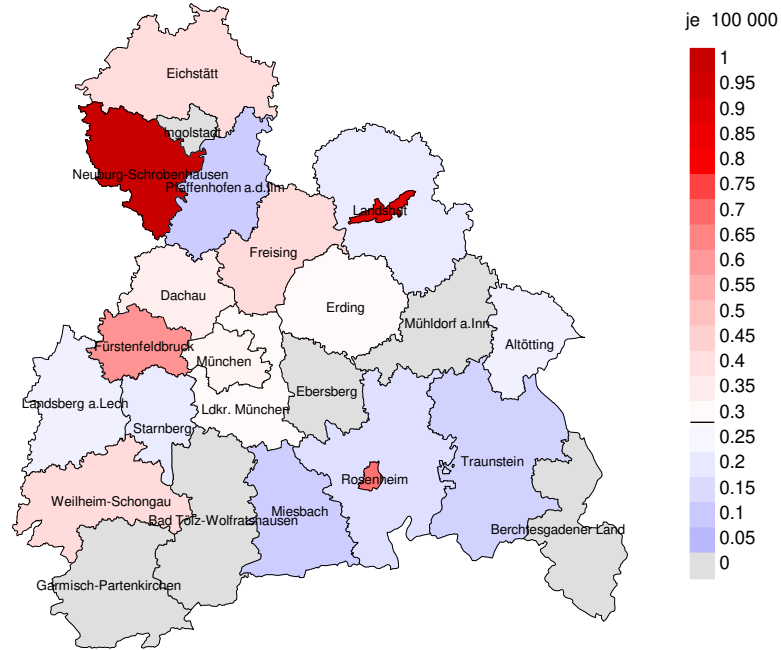 je 100 000
Eichstätt
1
0.95
0.9
0.85
0.8
0.75
0.7
0.65
0.6
0.55
0.5
0.45
0.4
0.35
0.3
0.25
0.2
0.15
0.1
0.05
0
Ingolstadt
Neuburg-Schrobenhausen
Pfaffenhofen a.d.Ilm
Landshut
Freising
Dachau
Erding
Mühldorf a.Inn
Altötting
Fürstenfeldbruck
München
Ebersberg
Landsberg a.Lech
Ldkr. München
Starnberg
Traunstein
Rosenheim
Weilheim-Schongau
Miesbach
Bad Tölz-Wolfratshausen
Berchtesgadener Land
Garmisch-Partenkirchen